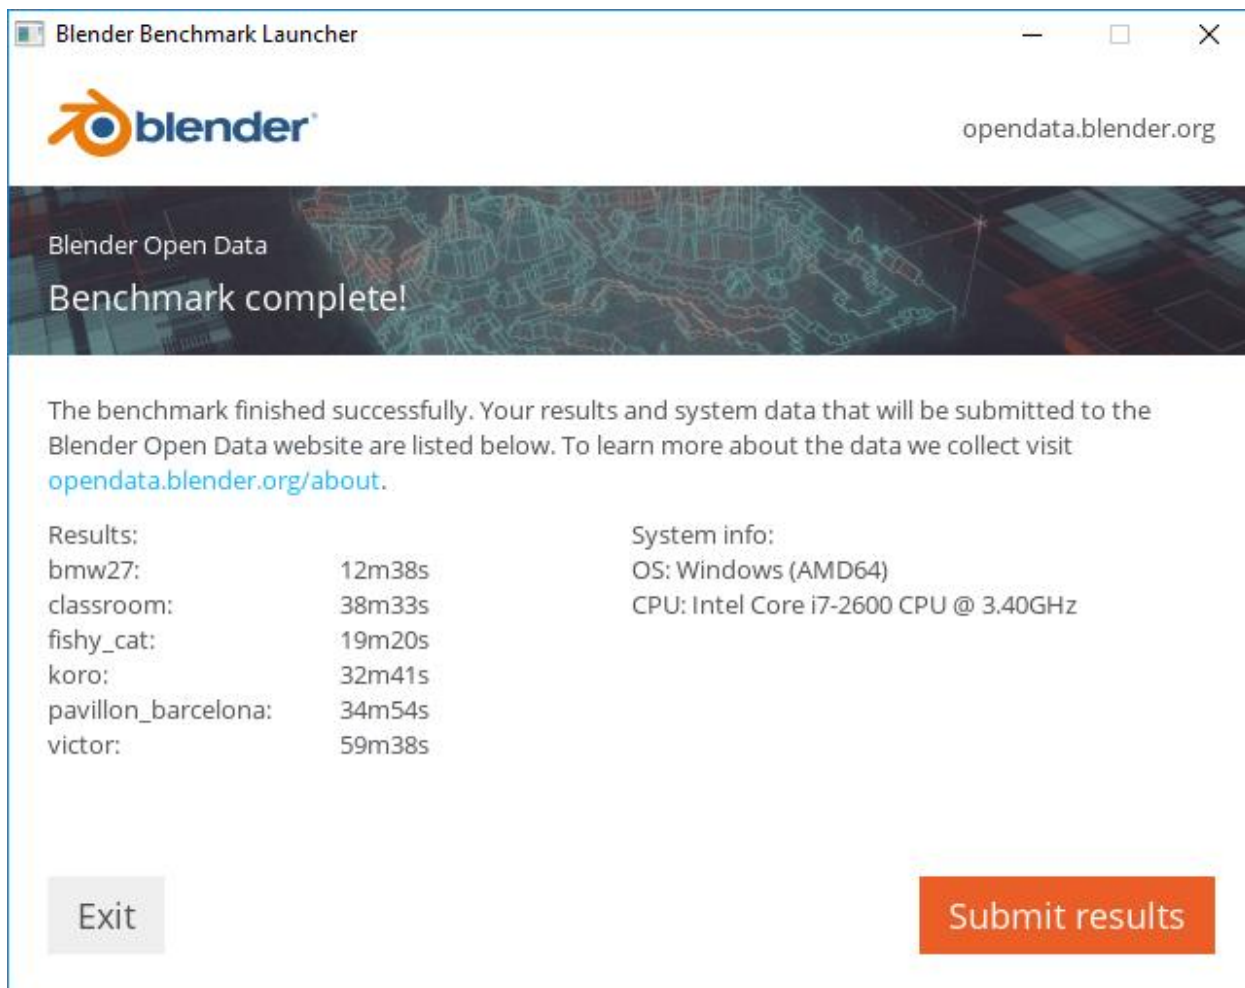 Blender Benchmark Launcher
blender
opendata.blender.org
Blender Open Data
Benchmark complete!
The benchmark finished successfully. Your results and system data that will be submitted to the
Blender Open Data website are listed below. To learn more about the data we collect visit
opendata.blender.org/about.
Results:
bmw27: 12m38s
classroom: 38m33s
fishy_cat: 19m20s
koro: 32m41s
pavillon_barcelona: 34m54s
victor: 59m38s
System info:
OS: Windows (AMD64)
CPU: Intel Core i7-2600 CPU @ 3.40GHz
Exit
Submit results